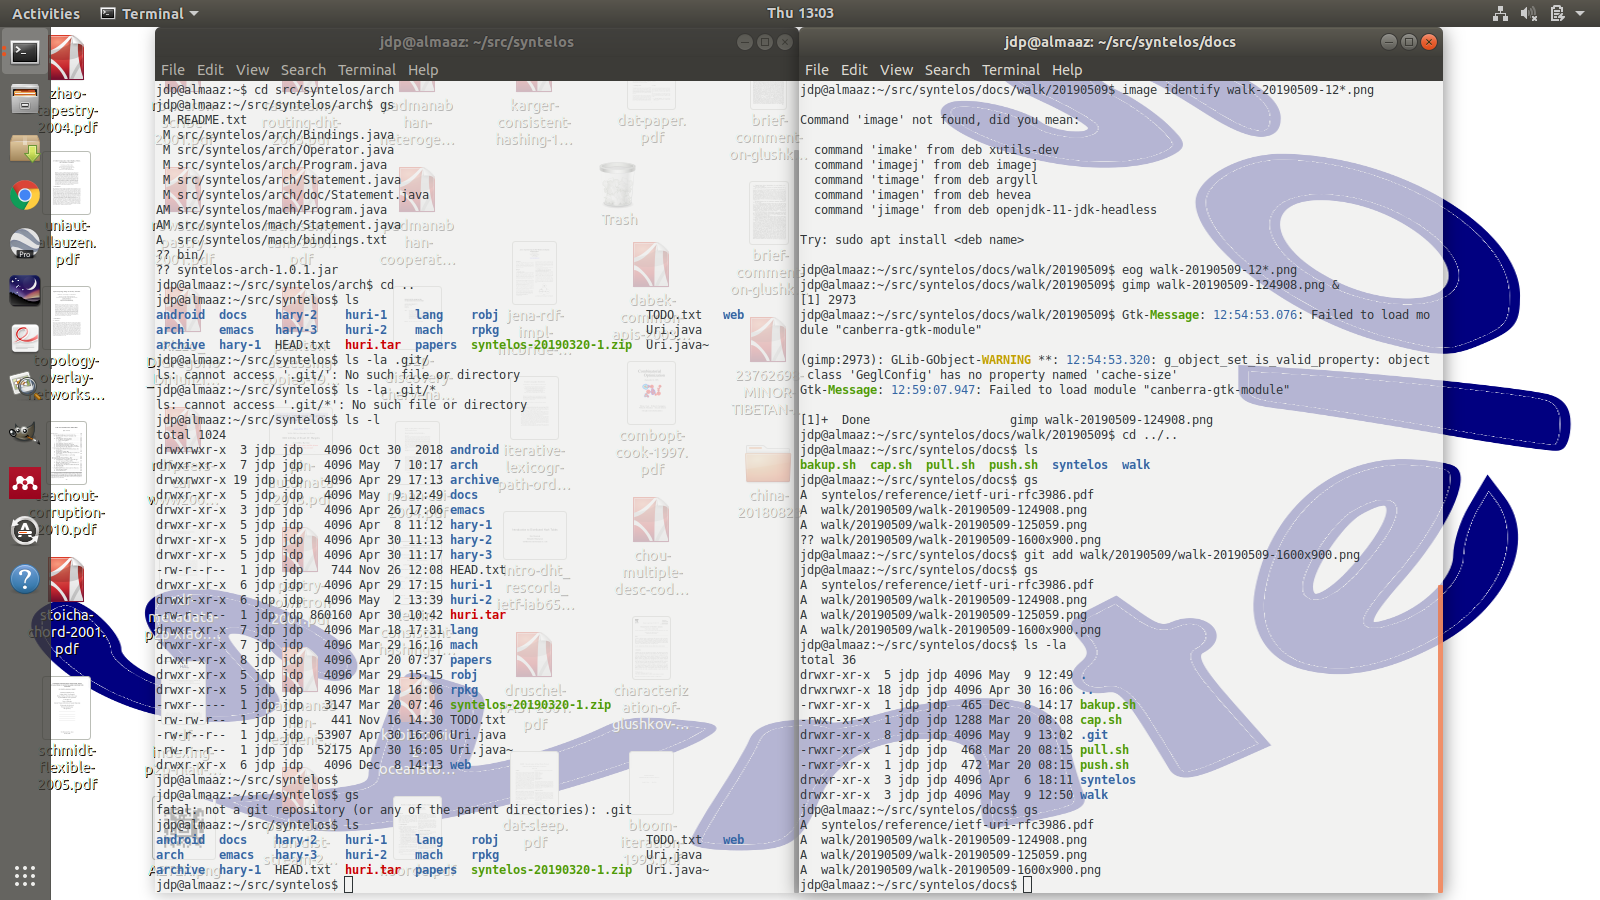 Activities
Terminal
Thu 13:03
jdp@almaaz: ~/src/syntelos
File Edit View Search Terminal Help
jdp@almaaz:~$ cd src/syntelos/arch
jdp@almaaz:~/src/syntelos/arch$ gs
 M README.txt
 M src/syntelos/arch/Bindings.java
 M src/syntelos/arch/Operator.java
 M src/syntelos/arch/Program.java
 M src/syntelos/arch/Statement.java
 M src/syntelos/arch/doc/Statement.java
AM src/syntelos/mach/Program.java
AM src/syntelos/mach/Statement.java
A  src/syntelos/mach/bindings.txt
?? bin/
?? syntelos-arch-1.0.1.jar
jdp@almaaz:~/src/syntelos/arch$ cd ..
jdp@almaaz:~/src/syntelos$ ls
android docs hary-2 huri-1 lang robj TODO.txt web
arch emacs hary-3 huri-2 mach rpkg Uri.java
archive hary-1 HEAD.txt huri.tar papers syntelos-20190320-1.zip Uri.java~
jdp@almaaz:~/src/syntelos$ ls -la .git/
ls: cannot access '.git/': No such file or directory
jdp@almaaz:~/src/syntelos$ ls -la .git/*
ls: cannot access '.git/*': No such file or directory
jdp@almaaz:~/src/syntelos$ ls -l
total 1024
drwxrwxr-x 3 jdp jdp 4096 Oct 30 2018 android
drwxr-xr-x 7 jdp jdp 4096 May 7 10:17 arch
drwxrwxr-x 19 jdp jdp 4096 Apr 29 17:13 archive
drwxr-xr-x 5 jdp jdp 4096 May 9 12:49 docs
drwxr-xr-x 3 jdp jdp 4096 Apr 26 17:06 emacs
drwxr-xr-x 5 jdp jdp 4096 Apr 8 11:12 hary-1
drwxr-xr-x 5 jdp jdp 4096 Apr 30 11:13 hary-2
drwxr-xr-x 5 jdp jdp 4096 Apr 30 11:17 hary-3
-rw-r--r-- 1 jdp jdp 744 Nov 26 12:08 HEAD.txt
drwxr-xr-x 6 jdp jdp 4096 Apr 29 17:15 huri-1
drwxr-xr-x 6 jdp jdp 4096 May 2 13:39 huri-2
-rw-r--r-- 1 jdp jdp 860160 Apr 30 10:42 huri.tar
drwxr-xr-x 7 jdp jdp 4096 Mar 28 17:31 lang
drwxr-xr-x 7 jdp jdp 4096 Mar 29 16:16 mach
drwxr-xr-x 8 jdp jdp 4096 Apr 20 07:37 papers
drwxr-xr-x 5 jdp jdp 4096 Mar 29 15:15 robj
drwxr-xr-x 5 jdp jdp 4096 Mar 18 16:06 rpkg
-rwxr----- 1 jdp jdp 3147 Mar 20 07:46 syntelos-20190320-1.zip
-rw-rw-r-- 1 jdp jdp 441 Nov 16 14:30 TODO.txt
-rw-r--r-- 1 jdp jdp 53907 Apr 30 16:06 Uri.java
-rw-r--r-- 1 jdp jdp 52175 Apr 30 16:05 Uri.java~
drwxr-xr-x 6 jdp jdp 4096 Dec 8 14:13 web
jdp@almaaz:~/src/syntelos$
jdp@almaaz:~/src/syntelos$ gs
fatal: not a git repository (or any of the parent directories): .git
jdp@almaaz:~/src/syntelos$ ls
android docs hary-2 huri-1 lang robj TODO.txt web
arch emacs hary-3 huri-2 mach rpkg Uri.java
archive hary-1 HEAD.txt huri.tar papers syntelos-20190320-1.zip Uri.java~
jdp@almaaz:~/src/syntelos$
jdp@almaaz: ~/src/syntelos/docs
File Edit View Search Terminal Help
jdp@almaaz:~/src/syntelos/docs/walk/20190509$ image identify walk-20190509-12*.png
Command 'image' not found, did you mean:
  command 'imake' from deb xutils-dev
  command 'imagej' from deb imagej
  command 'timage' from deb argyll
  command 'imagen' from deb hevea
  command 'jimage' from deb openjdk-11-jdk-headless
Try: sudo apt install <deb name>
jdp@almaaz:~/src/syntelos/docs/walk/20190509$ eog walk-20190509-12*.png
jdp@almaaz:~/src/syntelos/docs/walk/20190509$ gimp walk-20190509-124908.png &
[1] 2973
jdp@almaaz:~/src/syntelos/docs/walk/20190509$ Gtk-Message: 12:54:53.076: Failed to load mo
dule "canberra-gtk-module"
(gimp:2973): GLib-GObject-WARNING **: 12:54:53.320: g_object_set_is_valid_property: object
 class 'GeglConfig' has no property named 'cache-size'
Gtk-Message: 12:59:07.947: Failed to load module "canberra-gtk-module"
[1]+  Done                    gimp walk-20190509-124908.png
jdp@almaaz:~/src/syntelos/docs/walk/20190509$ cd ../..
jdp@almaaz:~/src/syntelos/docs$ ls
bakup.sh cap.sh pull.sh push.sh syntelos walk
jdp@almaaz:~/src/syntelos/docs$ gs
A  syntelos/reference/ietf-uri-rfc3986.pdf
A  walk/20190509/walk-20190509-124908.png
A  walk/20190509/walk-20190509-125059.png
?? walk/20190509/walk-20190509-1600x900.png
jdp@almaaz:~/src/syntelos/docs$ git add walk/20190509/walk-20190509-1600x900.png
jdp@almaaz:~/src/syntelos/docs$ gs
A  syntelos/reference/ietf-uri-rfc3986.pdf
A  walk/20190509/walk-20190509-124908.png
A  walk/20190509/walk-20190509-125059.png
A  walk/20190509/walk-20190509-1600x900.png
jdp@almaaz:~/src/syntelos/docs$ ls -la
total 36
drwxr-xr-x 5 jdp jdp 4096 May 9 12:49 .
drwxrwxr-x 18 jdp jdp 4096 Apr 30 16:06 ..
-rwxr-xr-x 1 jdp jdp 465 Dec 8 14:17 bakup.sh
-rwxr-xr-x 1 jdp jdp 1288 Mar 20 08:08 cap.sh
drwxr-xr-x 8 jdp jdp 4096 May 9 13:02 .git
-rwxr-xr-x 1 jdp jdp 468 Mar 20 08:15 pull.sh
-rwxr-xr-x 1 jdp jdp 472 Mar 20 08:15 push.sh
drwxr-xr-x 3 jdp jdp 4096 Apr 6 18:11 syntelos
drwxr-xr-x 3 jdp jdp 4096 May 9 12:50 walk
jdp@almaaz:~/src/syntelos/docs$ gs
A  syntelos/reference/ietf-uri-rfc3986.pdf
A  walk/20190509/walk-20190509-124908.png
A  walk/20190509/walk-20190509-125059.png
A  walk/20190509/walk-20190509-1600x900.png
jdp@almaaz:~/src/syntelos/docs$